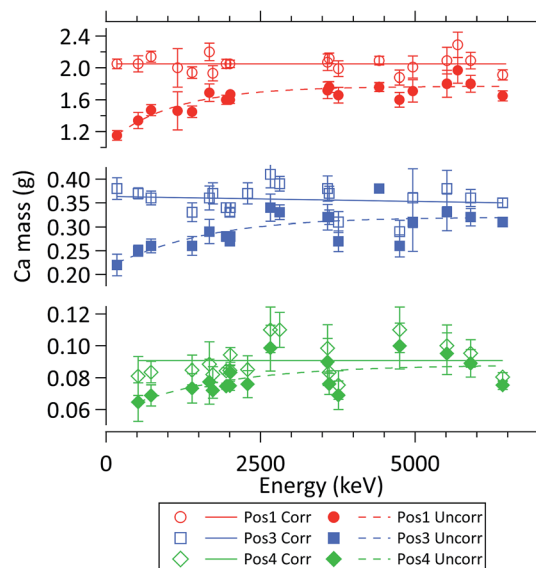 2.4
2.0
1.6
1.2
0.40
0.35
0.30
0.25
0.20
0.12
0.10
0.08
0.06
Ca mass (g)
0 2500 5000
Energy (keV)
Pos1 Corr Pos1 Uncorr
Pos3 Corr Pos3 Uncorr
Pos4 Corr Pos4 Uncorr